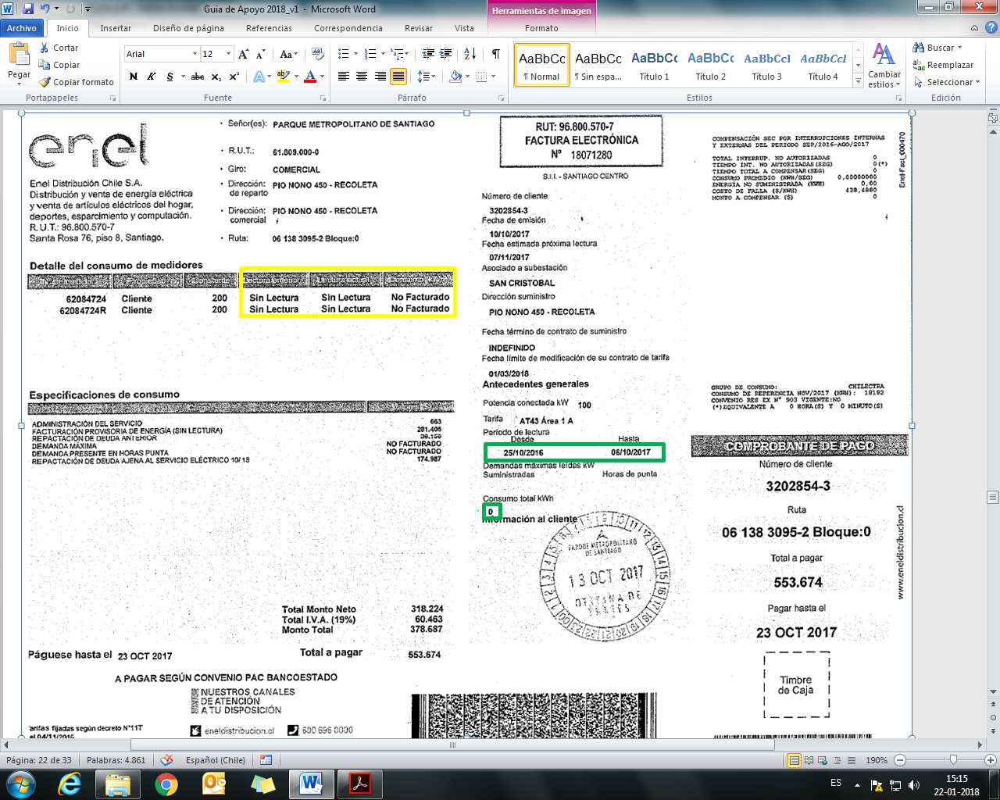 Guia de Apoyo 2018_v1 - Microsoft Word
Herramientas de imagen
Archivo Inicio Insertar Diseño de página Referencias Correspondencia Revisar Vista Formato
Pegar
Cortar
Copiar
Copiar formato
Portapapeles
Arial 12
Fuente
Párrafo
AaBbCc AaBbCc AaBbCc AaBbCc AaBbCcI AaBbCcI
¶ Normal ¶ Sin espa... Título 1 Título 2 Título 3 Título 4
Cambiar estilos
Estilos
Buscar
Reemplazar
Seleccionar
Edición
enel
Enel Distribución Chile S.A.
Distribución y venta de energía eléctrica
y venta de artículos eléctricos del hogar,
deportes, esparcimiento y computación.
R.U.T.: 96.800.570-7
Santa Rosa 76, piso 8, Santiago.
Señor(es): PARQUE METROPOLITANO DE SANTIAGO
R.U.T.: 61.809.000-0
Giro: COMERCIAL
Dirección de reparto PIO NONO 450 - RECOLETA
Dirección comercial PIO NONO 450 - RECOLETA
Ruta: 06 138 3095-2 Bloque:0
Detalle del consumo de medidores
Propiedad Constante Lectura anterior Lectura actual Consumo (kWh)
62084724 Cliente 200 Sin Lectura Sin Lectura No Facturado
62084724R Cliente 200 Sin Lectura Sin Lectura No Facturado
Especificaciones de consumo
Cargo Valores ($)
ADMINISTRACIÓN DEL SERVICIO 663
FACTURACIÓN PROVISORIA DE ENERGÍA (SIN LECTURA) 281.405
REPACTACIÓN DE DEUDA ANTERIOR 36.156
DEMANDA MÁXIMA NO FACTURADO
DEMANDA PRESENTE EN HORAS PUNTA NO FACTURADO
REPACTACIÓN DE DEUDA AJENA AL SERVICIO ELÉCTRICO 10/18 174.987
Total Monto Neto 318.224
Total I.V.A. (19%) 60.463
Monto Total 378.687
Páguese hasta el 23 OCT 2017
Total a pagar 553.674
A PAGAR SEGÚN CONVENIO PAC BANCOESTADO
NUESTROS CANALES
DE ATENCIÓN
A TU DISPOSICIÓN
Tarifas fijadas según decreto N°11T
el 04/11/2016
eneldistribucion.cl 600 696 0000
RUT: 96.800.570-7
FACTURA ELECTRÓNICA
N° 18071280
S.I.I. - SANTIAGO CENTRO
Número de cliente
3202854-3
Fecha de emisión
10/10/2017
Fecha estimada próxima lectura
07/11/2017
Asociado a subestación
SAN CRISTOBAL
Dirección suministro
PIO NONO 450 - RECOLETA
Fecha término de contrato de suministro
INDEFINIDO
Fecha límite de modificación de su contrato de tarifa
01/03/2018
Antecedentes generales
Potencia conectada kW 100
Tarifa AT43 Área 1 A
Período de lectura
Desde Hasta
25/10/2016 06/10/2017
Demandas máximas leídas kW
Suministradas Horas de punta
Consumo total kWh
0
Información al cliente
PARQUE METROPOLITANO
DE SANTIAGO
13 OCT 2017
OFICINA DE
PARTES
COMPENSACIÓN SEC POR INTERRUPCIONES INTERNAS
Y EXTERNAS DEL PERIODO SEP/2016-AGO/2017
TOTAL INTERRUP. NO AUTORIZADAS 0
TIEMPO INT. NO AUTORIZADAS(SEG) 0(*)
TIEMPO TOTAL A COMPENSAR(SEG) 0
CONSUMO PROMEDIO (KWH/SEG) 0,00000000
ENERGÍA NO SUMINISTRADA (KWH) 0,00
COSTO DE FALLA ($/KWH) 438,4880
MONTO A COMPENSAR ($) 0
Enel-Fact_000470
GRUPO DE CONSUMO: CHILECTRA
CONSUMO DE REFERENCIA NOV/2017 (KWH): 18182
CONVENIO RES EX N° 903 VIGENTE:NO
(*)EQUIVALENTE A 0 HORA(S) Y 0 MINUTO(S)
COMPROBANTE DE PAGO
Número de cliente
3202854-3
Ruta
06 138 3095-2 Bloque:0
Total a pagar
553.674
Pagar hasta el
23 OCT 2017
Timbre
de Caja
www.eneldistribucion.cl
Página: 22 de 33 Palabras: 4.861 Español (Chile) 190%
ES 15:15
22-01-2018